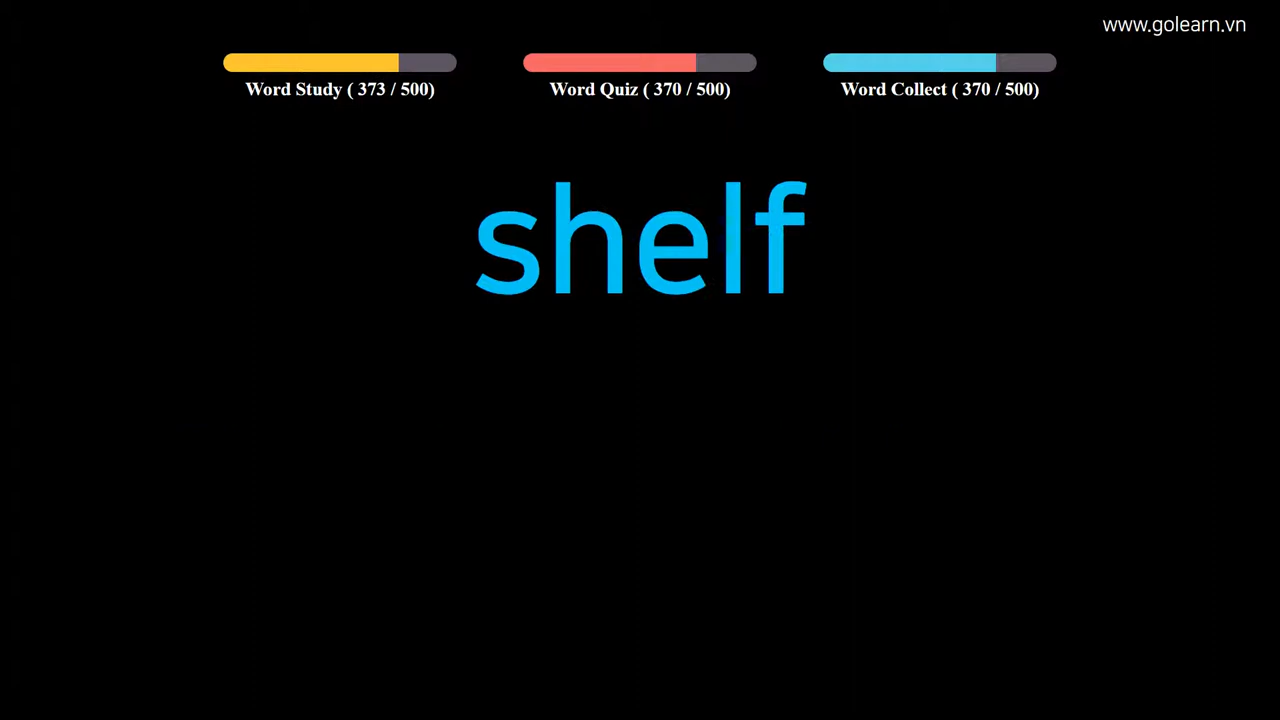 www.golearn.vn
Word Study ( 373 / 500)
Word Quiz ( 370 / 500)
Word Collect ( 370 / 500)
shelf